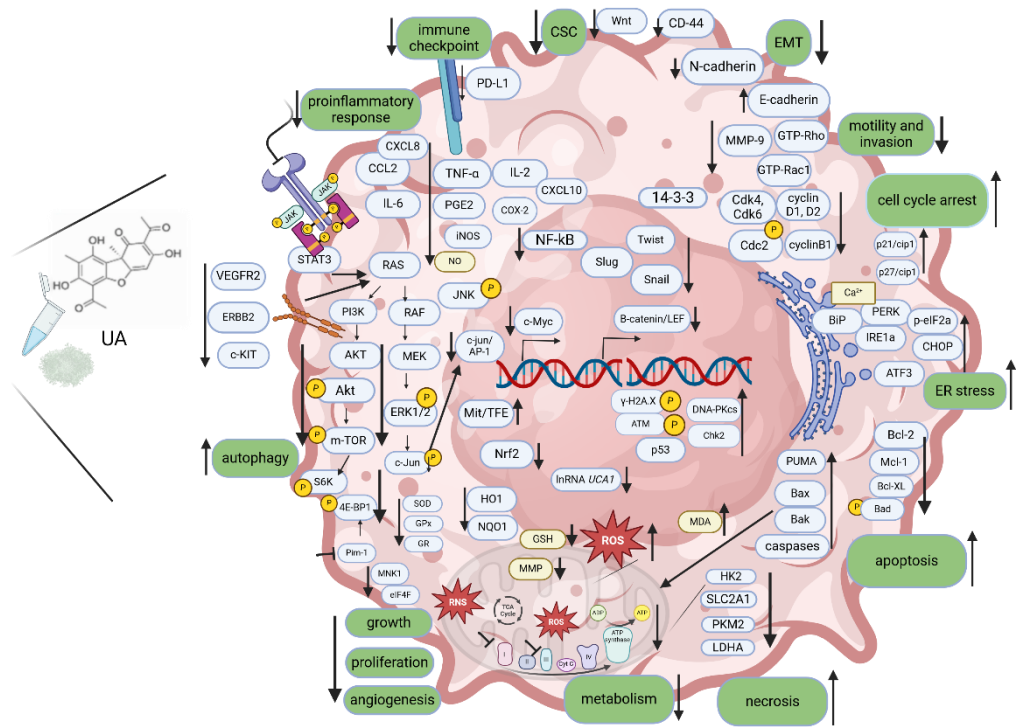 immune
checkpoint
CSC
Wnt
CD-44
EMT
N-cadherin
PD-L1
E-cadherin
proinflammatory
response
motility and
invasion
MMP-9
GTP-Rho
GTP-Rac1
CXCL8
CCL2
TNF-α
IL-2
CXCL10
IL-6
PGE2
COX-2
iNOS
NO
14-3-3
Cdk4,
Cdk6
cyclin
D1, D2
P
Cdc2
cyclinB1
cell cycle arrest
p21/cip1
p27/cip1
JAK
P
JAK
P
P
P
P
P
STAT3
RAS
NF-kB
Twist
Slug
Snail
O
OH
O
OH
HO
O
O
UA
VEGFR2
ERBB2
c-KIT
JNK
P
PI3K
RAF
AKT
MEK
c-jun/
AP-1
c-Myc
B-catenin/LEF
Ca²⁺
BiP
PERK
IRE1a
p-eIF2a
CHOP
ATF3
ER stress
P
Akt
ERK1/2
P
Mit/TFE
γ-H2A.X
P
ATM
P
p53
DNA-PKcs
Chk2
P
m-TOR
c-Jun
P
autophagy
Nrf2
lnRNA UCA1
Bcl-2
Mcl-1
Bcl-XL
P
Bad
PUMA
Bax
Bak
caspases
P
S6K
P
4E-BP1
SOD
GPx
GR
HO1
NQO1
GSH
ROS
MDA
MMP
apoptosis
Pim-1
MNK1
eIF4F
RNS
TCA
Cycle
ROS
ADP
ATP
ATP
synthase
I
II
III
Cyt C
IV
HK2
SLC2A1
PKM2
LDHA
growth
proliferation
angiogenesis
metabolism
necrosis